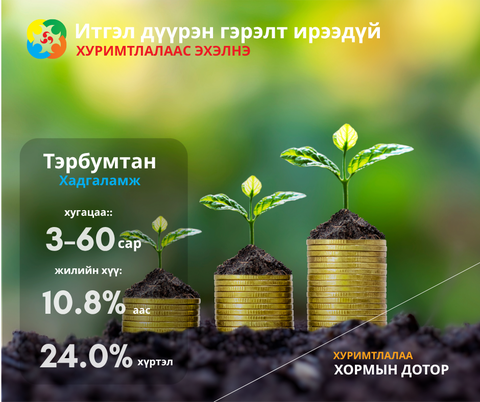 Итгэл дүүрэн гэрэлт ирээдүй
ХУРИМТЛАЛААС ЭХЭЛНЭ
Тэрбумтан
Хадгаламж
хугацаа::
3-60 сар
жилийн хүү:
10.8% аас
24.0% хүртэл
ХУРИМТЛАЛАА
ХОРМЫН ДОТОР